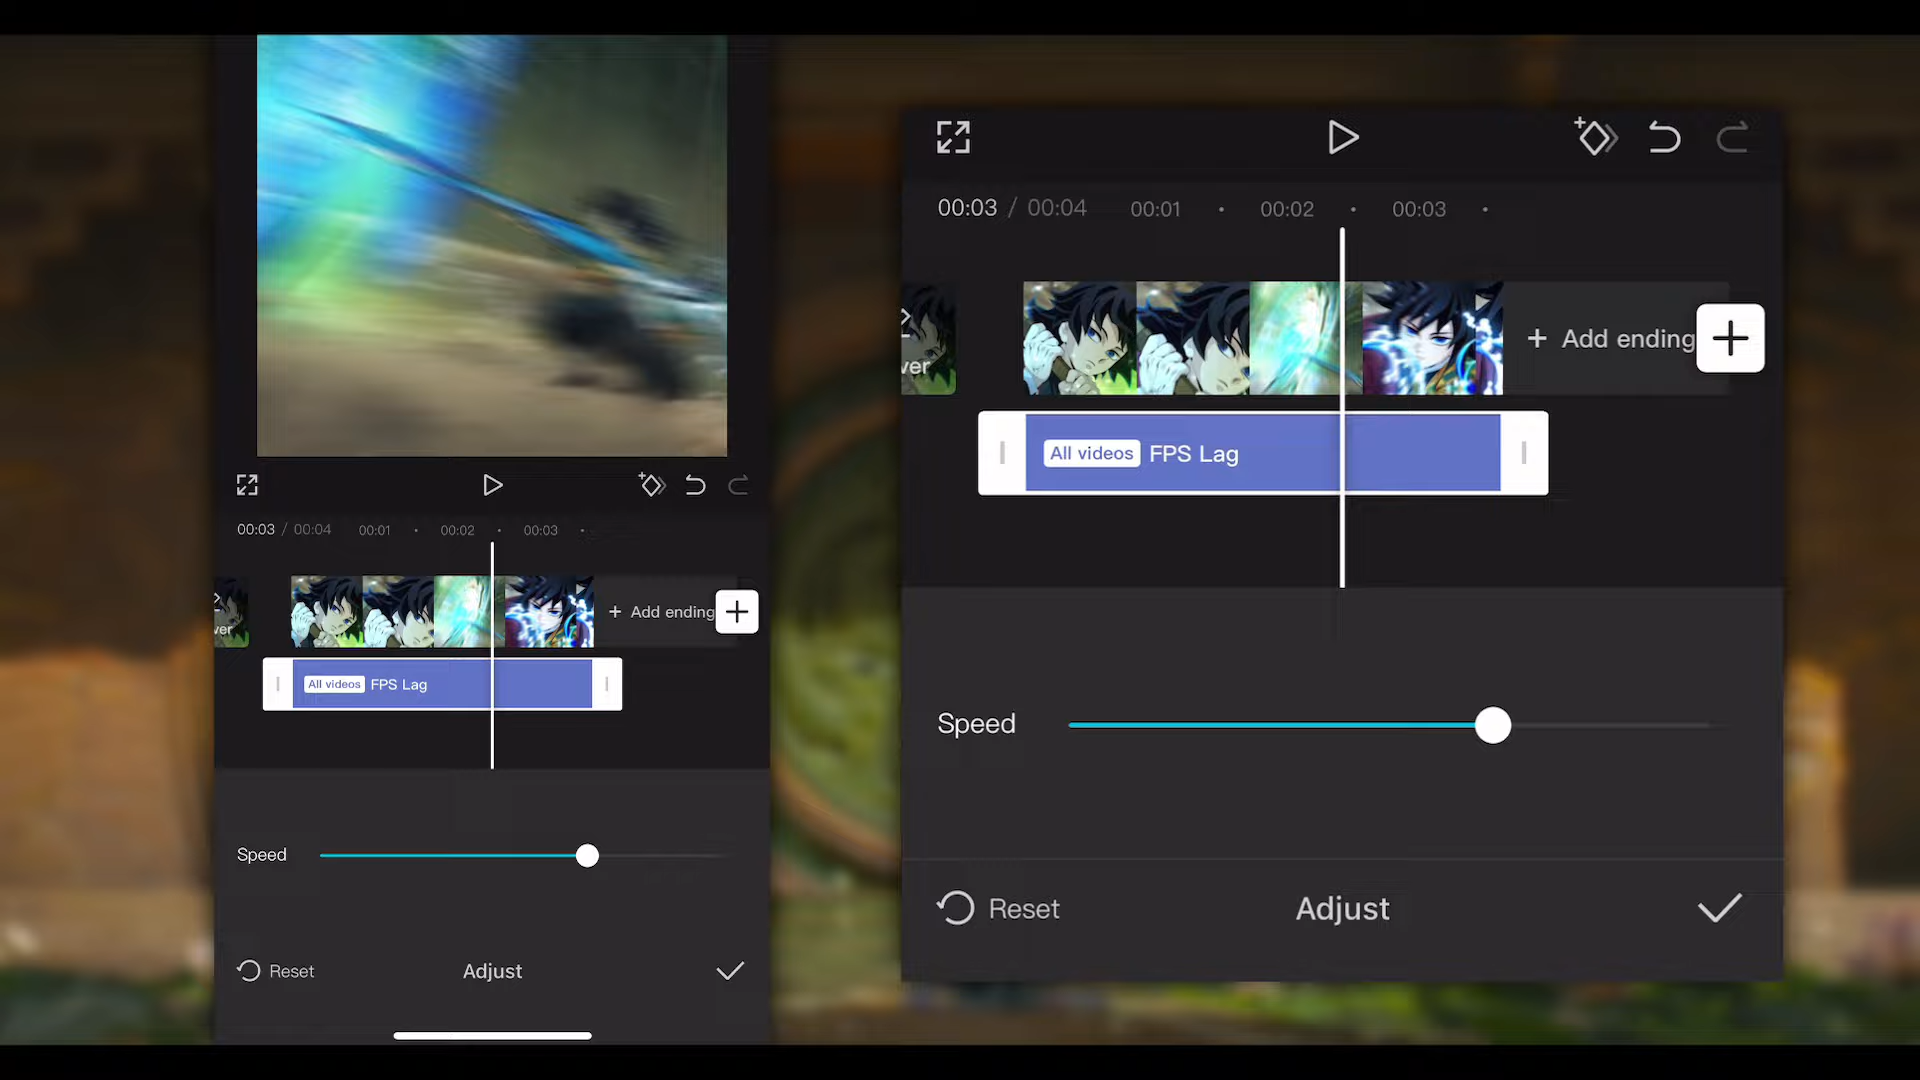 00:03 / 00:04 00:01 00:02 00:03
ver
+ Add ending
All videos FPS Lag
Speed
Reset Adjust
00:03 / 00:04 00:01 00:02 00:03
ver
+ Add ending
All videos FPS Lag
Speed
Reset Adjust